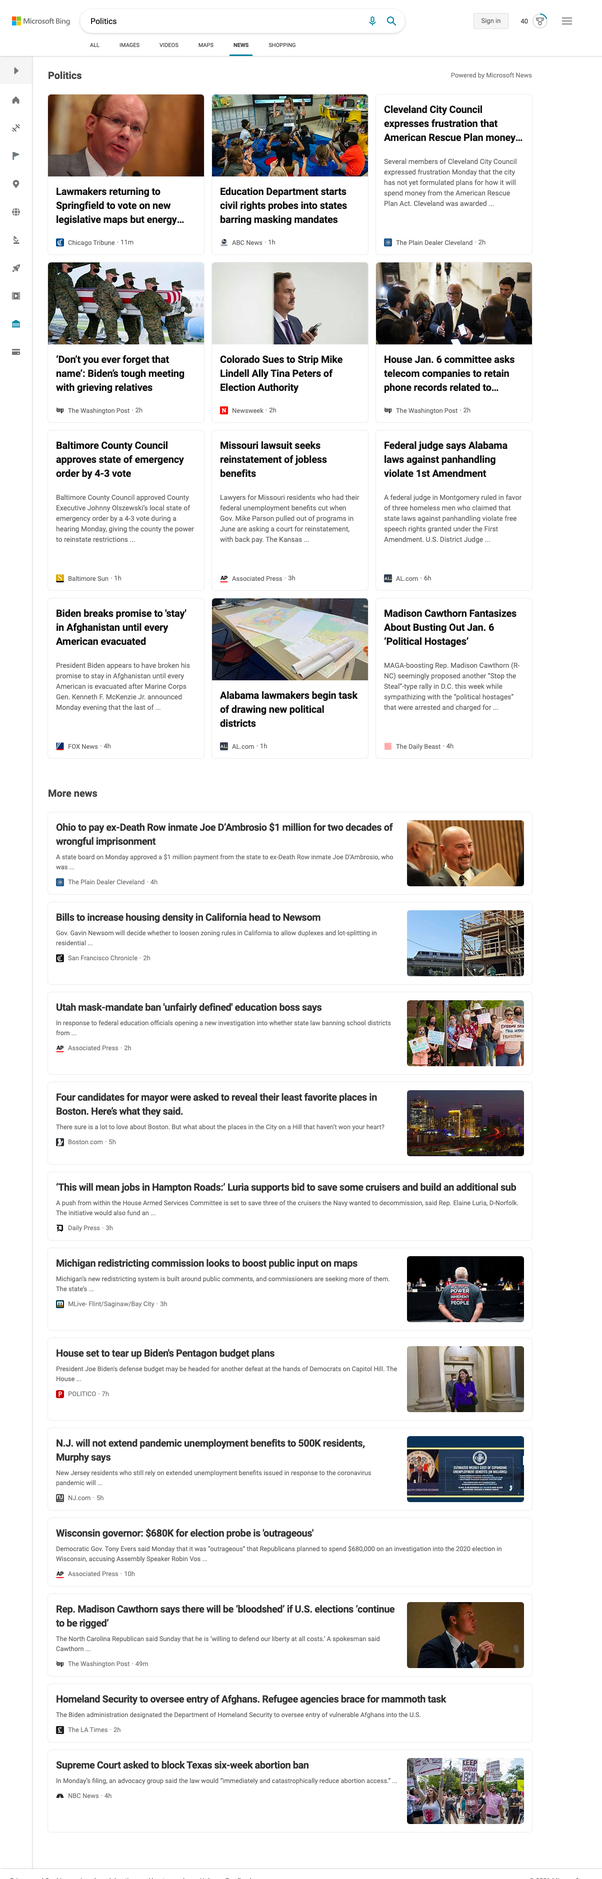 Microsoft Bing
Politics
Sign in
40
ALL
IMAGES
VIDEOS
MAPS
NEWS
SHOPPING
Politics
Powered by Microsoft News
Lawmakers returning to
Springfield to vote on new
legislative maps but energy...
Chicago Tribune · 11m
Education Department starts
civil rights probes into states
barring masking mandates
ABC News · 1h
Cleveland City Council
expresses frustration that
American Rescue Plan money...
Several members of Cleveland City Council
expressed frustration Monday that the city
has not yet formulated plans for how it will
spend money from the American Rescue
Plan Act. Cleveland was awarded ...
The Plain Dealer Cleveland · 2h
‘Don’t you ever forget that
name’: Biden’s tough meeting
with grieving relatives
The Washington Post · 2h
Colorado Sues to Strip Mike
Lindell Ally Tina Peters of
Election Authority
Newsweek · 2h
House Jan. 6 committee asks
telecom companies to retain
phone records related to...
The Washington Post · 2h
Baltimore County Council
approves state of emergency
order by 4-3 vote
Baltimore County Council approved County
Executive Johnny Olszewski's local state of
emergency order by a 4-3 vote during a
hearing Monday, giving the county the power
to reinstate restrictions ...
Baltimore Sun · 1h
Missouri lawsuit seeks
reinstatement of jobless
benefits
Lawyers for Missouri residents who had their
federal unemployment benefits cut when
Gov. Mike Parson pulled out of programs in
June are asking a court for reinstatement,
with back pay. The Kansas ...
AP Associated Press · 3h
Federal judge says Alabama
laws against panhandling
violate 1st Amendment
A federal judge in Montgomery ruled in favor
of three homeless men who claimed that
state laws against panhandling violate free
speech rights granted under the First
Amendment. U.S. District Judge ...
AL.com · 6h
Biden breaks promise to 'stay'
in Afghanistan until every
American evacuated
President Biden appears to have broken his
promise to stay in Afghanistan until every
American is evacuated after Marine Corps
Gen. Kenneth F. McKenzie Jr. announced
Monday evening that the last of ...
FOX News · 4h
Alabama lawmakers begin task
of drawing new political
districts
AL.com · 1h
Madison Cawthorn Fantasizes
About Busting Out Jan. 6
‘Political Hostages’
MAGA-boosting Rep. Madison Cawthorn (R-
NC) seemingly proposed another “Stop the
Steal”-type rally in D.C. this week while
sympathizing with the “political hostages”
that were arrested and charged for ...
The Daily Beast · 4h
More news
Ohio to pay ex-Death Row inmate Joe D’Ambrosio $1 million for two decades of
wrongful imprisonment
A state board on Monday approved a $1 million payment from the state to ex-Death Row inmate Joe D’Ambrosio, who
was ...
The Plain Dealer Cleveland · 4h
Bills to increase housing density in California head to Newsom
Gov. Gavin Newsom will decide whether to loosen zoning rules in California to allow duplexes and lot-splitting in
residential ...
San Francisco Chronicle · 2h
Utah mask-mandate ban 'unfairly defined' education boss says
In response to federal education officials opening a new investigation into whether state law banning school districts
from ...
AP Associated Press · 2h
Four candidates for mayor were asked to reveal their least favorite places in
Boston. Here’s what they said.
There sure is a lot to love about Boston. But what about the places in the City on a Hill that haven’t won your heart?
Boston.com · 5h
‘This will mean jobs in Hampton Roads:’ Luria supports bid to save some cruisers and build an additional sub
A push from within the House Armed Services Committee is set to save three of the cruisers the Navy wanted to decommission, said Rep. Elaine Luria, D-Norfolk.
The initiative would also fund an ...
Daily Press · 3h
Michigan redistricting commission looks to boost public input on maps
Michigan’s new redistricting system is built around public comments, and commissioners are seeking more of them.
The state’s ...
MLive- Flint/Saginaw/Bay City · 3h
POWER
PEOPLE
House set to tear up Biden's Pentagon budget plans
President Joe Biden's defense budget may be headed for another defeat at the hands of Democrats on Capitol Hill. The
House ...
POLITICO · 7h
N.J. will not extend pandemic unemployment benefits to 500K residents,
Murphy says
New Jersey residents who still rely on extended unemployment benefits issued in response to the coronavirus
pandemic will ...
NJ.com · 5h
Wisconsin governor: $680K for election probe is 'outrageous'
Democratic Gov. Tony Evers said Monday that it was “outrageous” that Republicans planned to spend $680,000 on an investigation into the 2020 election in
Wisconsin, accusing Assembly Speaker Robin Vos ...
AP Associated Press · 10h
Rep. Madison Cawthorn says there will be ‘bloodshed’ if U.S. elections ‘continue
to be rigged’
The North Carolina Republican said Sunday that he is ‘willing to defend our liberty at all costs.’ A spokesman said
Cawthorn ...
The Washington Post · 49m
Homeland Security to oversee entry of Afghans. Refugee agencies brace for mammoth task
The Biden administration designated the Department of Homeland Security to oversee entry of vulnerable Afghans into the U.S.
The LA Times · 2h
Supreme Court asked to block Texas six-week abortion ban
In Monday's filing, an advocacy group said the law would “immediately and catastrophically reduce abortion access.” ...
NBC News · 4h
KEEP